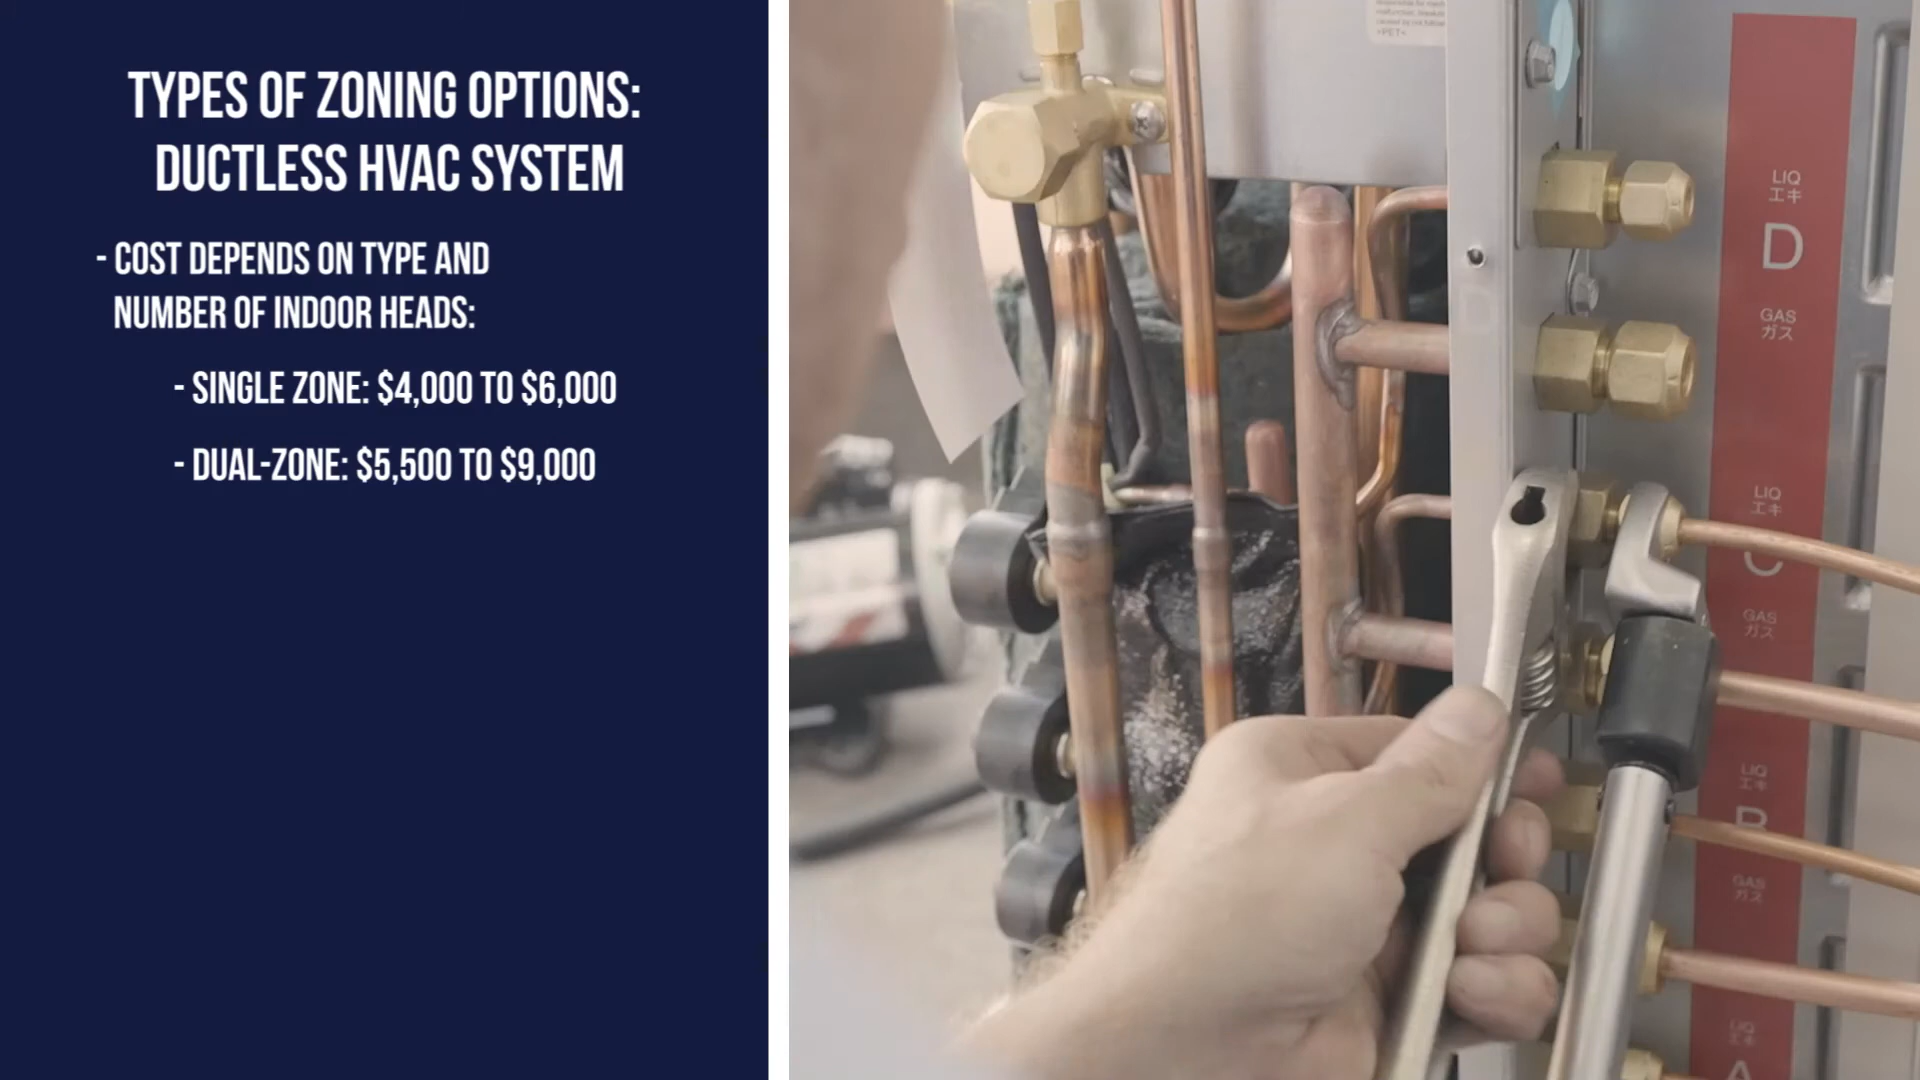 TYPES OF ZONING OPTIONS:
DUCTLESS HVAC SYSTEM
- COST DEPENDS ON TYPE AND
NUMBER OF INDOOR HEADS:
- SINGLE ZONE: $4,000 TO $6,000
- DUAL-ZONE: $5,500 TO $9,000
>PET<
LIQ
エキ
D
GAS
ガス
LIQ
エキ
C
GAS
ガス
LIQ
エキ
B
GAS
ガス
LIQ
エキ
A